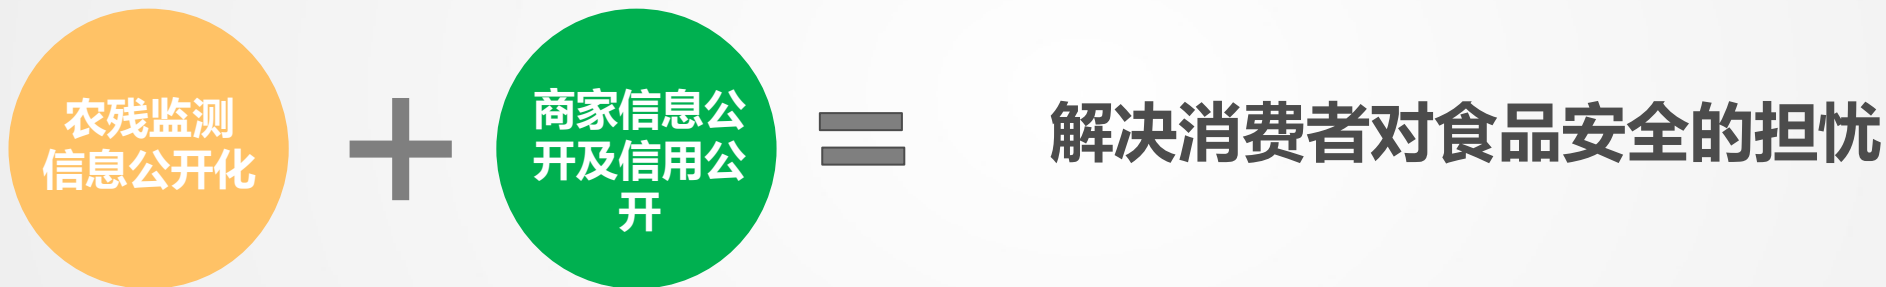 农残监测
信息公开化
商家信息公
开及信用公
开
解决消费者对食品安全的担忧